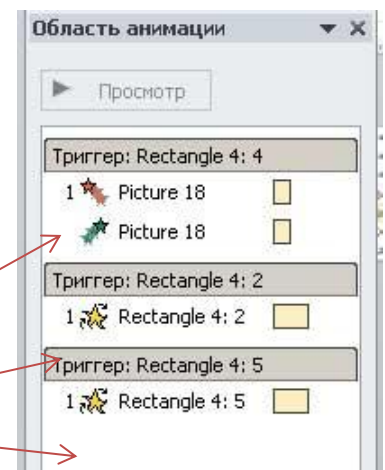 Область анимации
Просмотр
Триггер: Rectangle 4: 4
1 Picture 18
Picture 18
Триггер: Rectangle 4: 2
1 Rectangle 4: 2
Триггер: Rectangle 4: 5
1 Rectangle 4: 5